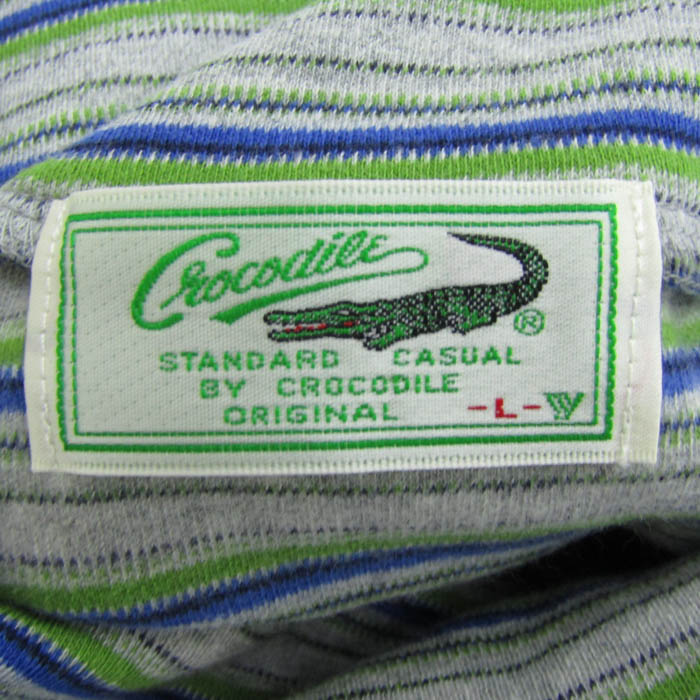 Crocodile
®
STANDARD CASUAL
BY CROCODILE
ORIGINAL -L-